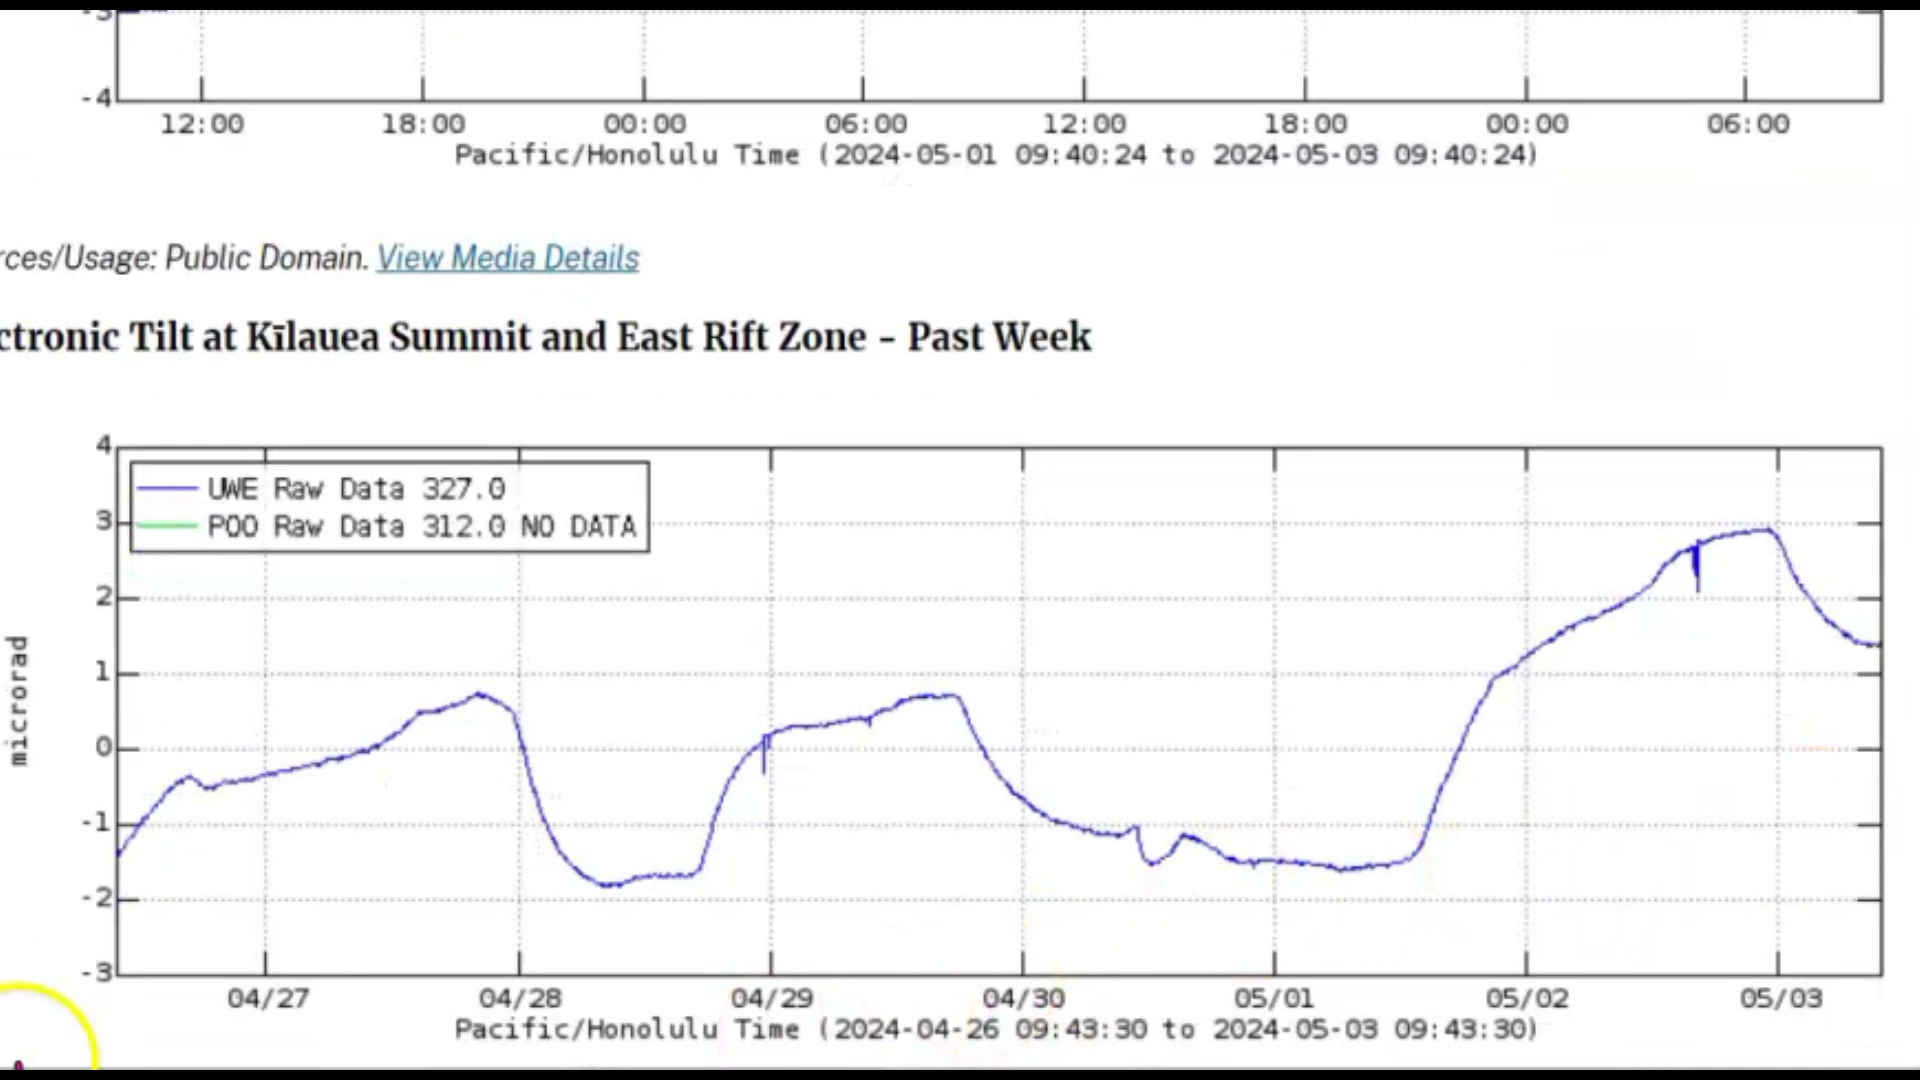 -3
-4
12:00 18:00 00:00 06:00 12:00 18:00 00:00 06:00
Pacific/Honolulu Time (2024-05-01 09:40:24 to 2024-05-03 09:40:24)
rces/Usage: Public Domain. View Media Details
ctronic Tilt at Kīlauea Summit and East Rift Zone – Past Week
4
UWE Raw Data 327.0
3
POO Raw Data 312.0 NO DATA
2
1
microrad
0
-1
-2
-3
04/27 04/28 04/29 04/30 05/01 05/02 05/03
Pacific/Honolulu Time (2024-04-26 09:43:30 to 2024-05-03 09:43:30)